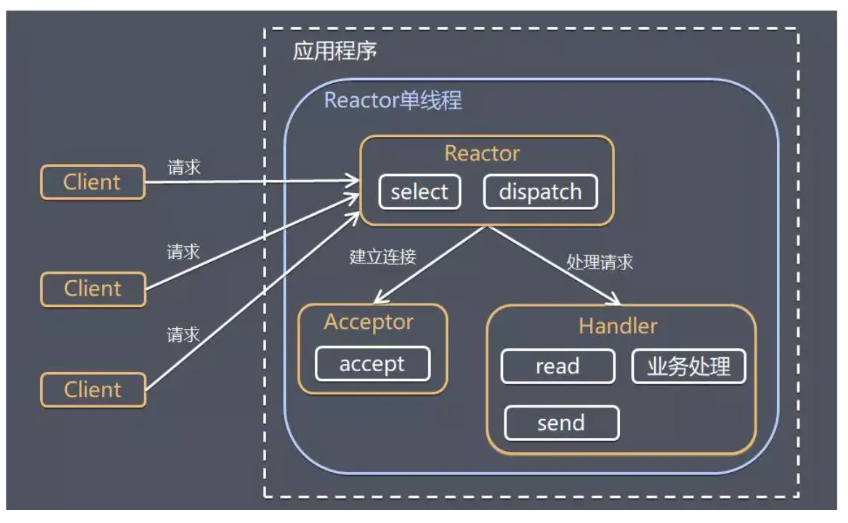 应用程序
Reactor单线程
Reactor
select
dispatch
Client
请求
Client
请求
Client
请求
建立连接
处理请求
Acceptor
accept
Handler
read
业务处理
send